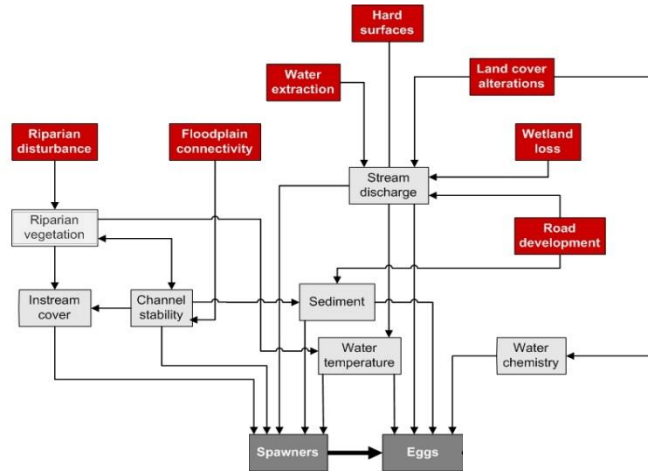 Hard
surfaces
Water
extraction
Land cover
alterations
Riparian
disturbance
Floodplain
connectivity
Wetland
loss
Stream
discharge
Riparian
vegetation
Road
development
Instream
cover
Channel
stability
Sediment
Water
temperature
Water
chemistry
Spawners
Eggs